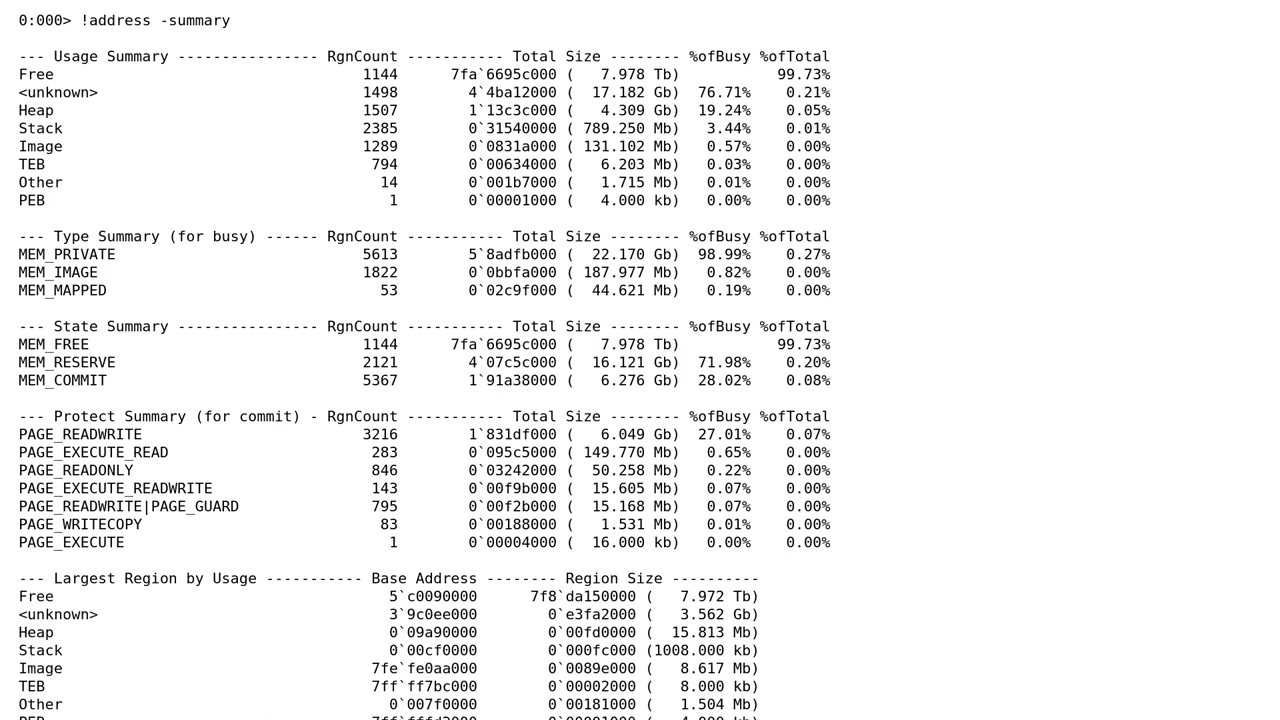 0:000> !address -summary
--- Usage Summary ---------------- RgnCount ----------- Total Size -------- %ofBusy %ofTotal
Free 1144 7fa`6695c000 ( 7.978 Tb) 99.73%
<unknown> 1498 4`4ba12000 ( 17.182 Gb) 76.71% 0.21%
Heap 1507 1`13c3c000 ( 4.309 Gb) 19.24% 0.05%
Stack 2385 0`31540000 ( 789.250 Mb) 3.44% 0.01%
Image 1289 0`0831a000 ( 131.102 Mb) 0.57% 0.00%
TEB 794 0`00634000 ( 6.203 Mb) 0.03% 0.00%
Other 14 0`001b7000 ( 1.715 Mb) 0.01% 0.00%
PEB 1 0`00001000 ( 4.000 kb) 0.00% 0.00%
--- Type Summary (for busy) ------ RgnCount ----------- Total Size -------- %ofBusy %ofTotal
MEM_PRIVATE 5613 5`8adfb000 ( 22.170 Gb) 98.99% 0.27%
MEM_IMAGE 1822 0`0bbfa000 ( 187.977 Mb) 0.82% 0.00%
MEM_MAPPED 53 0`02c9f000 ( 44.621 Mb) 0.19% 0.00%
--- State Summary ---------------- RgnCount ----------- Total Size -------- %ofBusy %ofTotal
MEM_FREE 1144 7fa`6695c000 ( 7.978 Tb) 99.73%
MEM_RESERVE 2121 4`07c5c000 ( 16.121 Gb) 71.98% 0.20%
MEM_COMMIT 5367 1`91a38000 ( 6.276 Gb) 28.02% 0.08%
--- Protect Summary (for commit) - RgnCount ----------- Total Size -------- %ofBusy %ofTotal
PAGE_READWRITE 3216 1`831df000 ( 6.049 Gb) 27.01% 0.07%
PAGE_EXECUTE_READ 283 0`095c5000 ( 149.770 Mb) 0.65% 0.00%
PAGE_READONLY 846 0`03242000 ( 50.258 Mb) 0.22% 0.00%
PAGE_EXECUTE_READWRITE 143 0`00f9b000 ( 15.605 Mb) 0.07% 0.00%
PAGE_READWRITE|PAGE_GUARD 795 0`00f2b000 ( 15.168 Mb) 0.07% 0.00%
PAGE_WRITECOPY 83 0`00188000 ( 1.531 Mb) 0.01% 0.00%
PAGE_EXECUTE 1 0`00004000 ( 16.000 kb) 0.00% 0.00%
--- Largest Region by Usage ----------- Base Address -------- Region Size ----------
Free 5`c0090000 7f8`da150000 ( 7.972 Tb)
<unknown> 3`9c0ee000 0`e3fa2000 ( 3.562 Gb)
Heap 0`09a90000 0`00fd0000 ( 15.813 Mb)
Stack 0`00cf0000 0`000fc000 (1008.000 kb)
Image 7fe`fe0aa000 0`0089e000 ( 8.617 Mb)
TEB 7ff`ff7bc000 0`00002000 ( 8.000 kb)
Other 0`007f0000 0`00181000 ( 1.504 Mb)